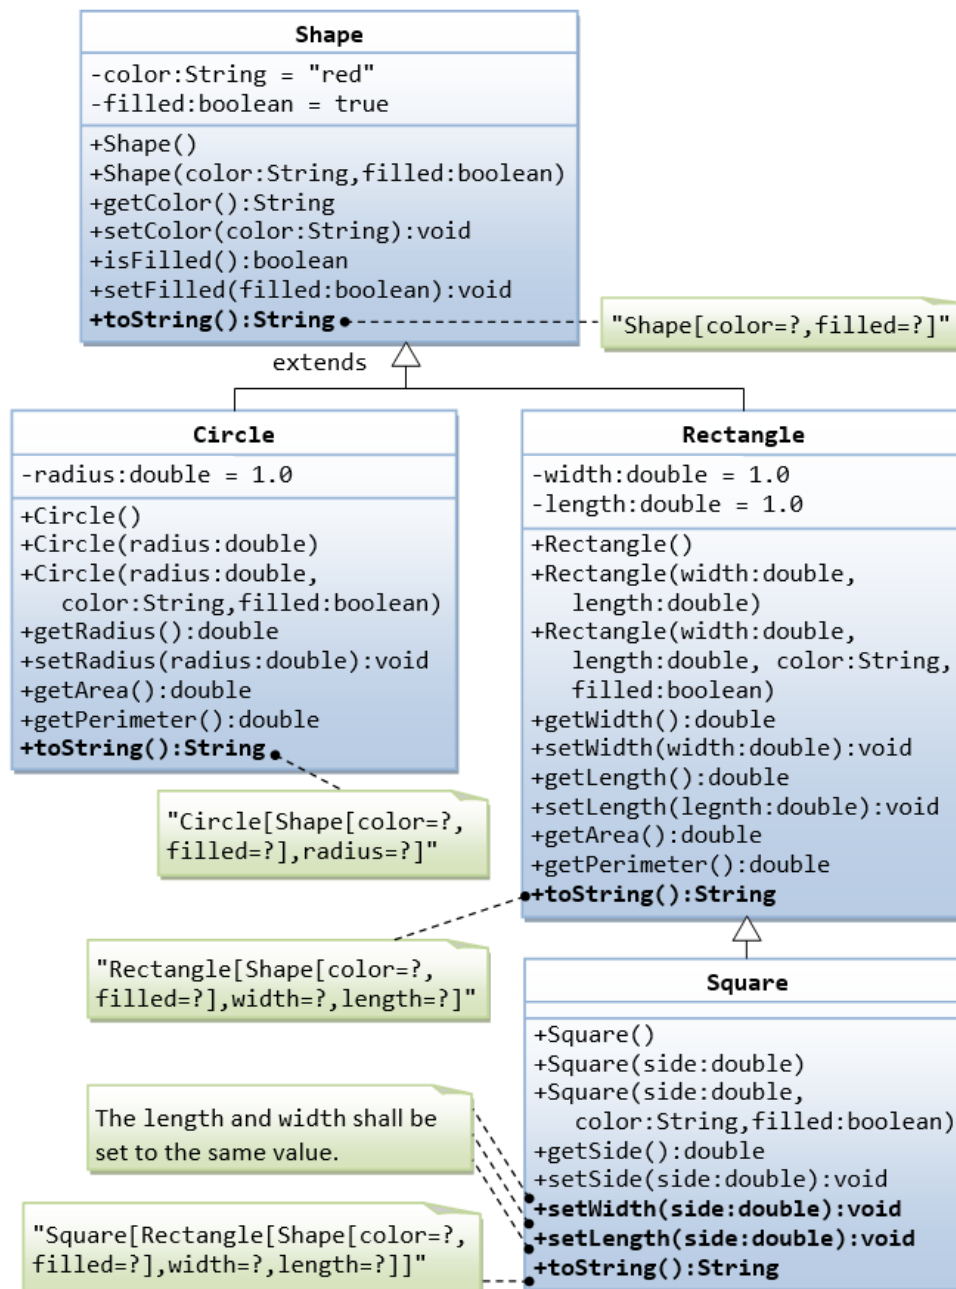 Shape
-color:String = "red"
-filled:boolean = true
+Shape()
+Shape(color:String,filled:boolean)
+getColor():String
+setColor(color:String):void
+isFilled():boolean
+setFilled(filled:boolean):void
+toString():String
"Shape[color=?,filled=?]"
extends
Circle
-radius:double = 1.0
+Circle()
+Circle(radius:double)
+Circle(radius:double,
color:String,filled:boolean)
+getRadius():double
+setRadius(radius:double):void
+getArea():double
+getPerimeter():double
+toString():String
"Circle[Shape[color=?,
filled=?],radius=?]"
Rectangle
-width:double = 1.0
-length:double = 1.0
+Rectangle()
+Rectangle(width:double,
length:double)
+Rectangle(width:double,
length:double, color:String,
filled:boolean)
+getWidth():double
+setWidth(width:double):void
+getLength():double
+setLength(legnth:double):void
+getArea():double
+getPerimeter():double
+toString():String
"Rectangle[Shape[color=?,
filled=?],width=?,length=?]"
Square
+Square()
+Square(side:double)
+Square(side:double,
color:String,filled:boolean)
+getSide():double
+setSide(side:double):void
+setWidth(side:double):void
+setLength(side:double):void
+toString():String
The length and width shall be
set to the same value.
"Square[Rectangle[Shape[color=?,
filled=?],width=?,length=?]]"